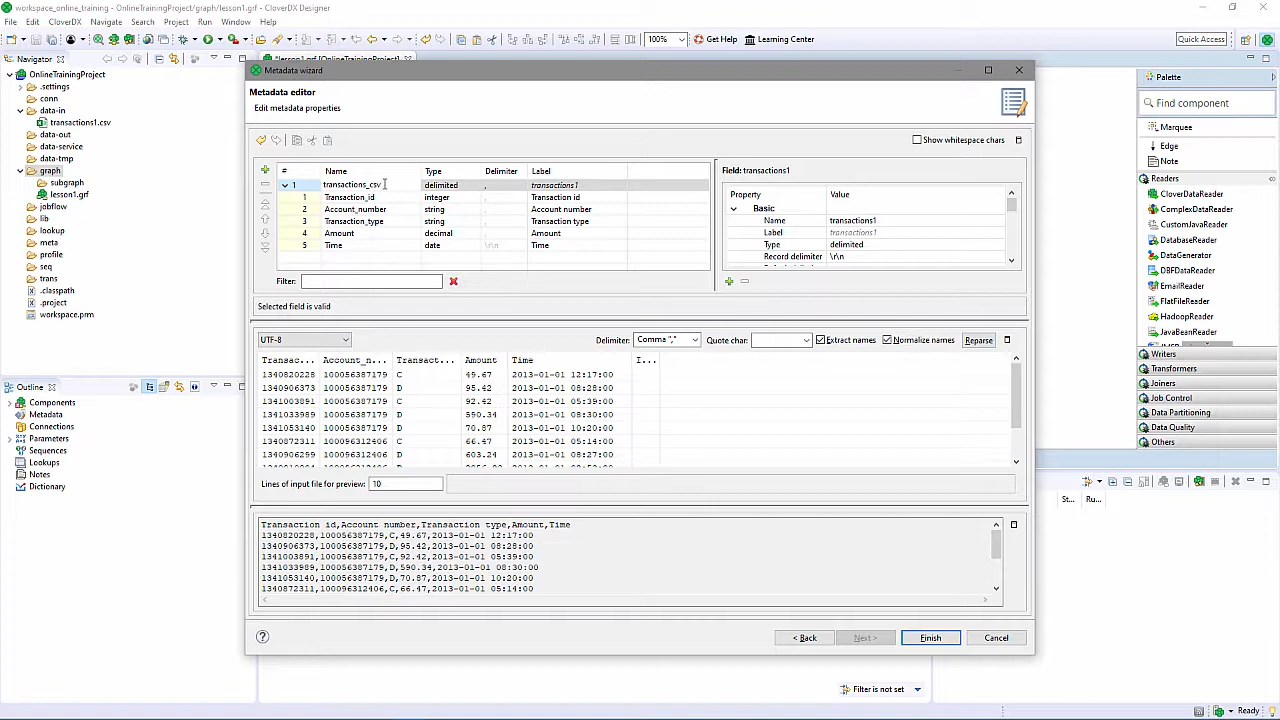 workspace_online_training - OnlineTrainingProject/graph/lesson1.grf - CloverDX Designer
File Edit CloverDX Navigate Search Project Run Window Help
100% Get Help Learning Center Quick Access
Navigator
OnlineTrainingProject
.settings
conn
data-in
transactions1.csv
data-out
data-service
data-tmp
graph
subgraph
lesson1.grf
jobflow
lib
lookup
meta
profile
seq
trans
.classpath
.project
workspace.prm
Outline
Components
Metadata
Connections
Parameters
Sequences
Lookups
Notes
Dictionary
Metadata wizard
Metadata editor
Edit metadata properties
Show whitespace chars
# Name Type Delimiter Label
1 transactions_csv delimited , transactions1
1 Transaction_id integer , Transaction id
2 Account_number string , Account number
3 Transaction_type string , Transaction type
4 Amount decimal , Amount
5 Time date \r\n Time
Filter:
Field: transactions1
Property Value
Basic
Name transactions1
Label transactions1
Type delimited
Record delimiter \r\n
Selected field is valid
UTF-8 Delimiter: Comma "," Quote char: Extract names Normalize names Reparse
Transac... Account_n... Transact... Amount Time I...
1340820228 100056387179 C 49.67 2013-01-01 12:17:00
1340906373 100056387179 D 95.42 2013-01-01 08:28:00
1341003891 100056387179 C 92.42 2013-01-01 05:39:00
1341033989 100056387179 D 590.34 2013-01-01 08:30:00
1341053140 100056387179 D 70.87 2013-01-01 10:20:00
1340872311 100096312406 C 66.47 2013-01-01 05:14:00
1340906299 100096312406 D 603.24 2013-01-01 08:27:00
Lines of input file for preview: 10
Transaction id,Account number,Transaction type,Amount,Time
1340820228,100056387179,C,49.67,2013-01-01 12:17:00
1340906373,100056387179,D,95.42,2013-01-01 08:28:00
1341003891,100056387179,C,92.42,2013-01-01 05:39:00
1341033989,100056387179,D,590.34,2013-01-01 08:30:00
1341053140,100056387179,D,70.87,2013-01-01 10:20:00
1340872311,100096312406,C,66.47,2013-01-01 05:14:00
< Back Next > Finish Cancel
Palette
Find component
Marquee
Edge
Note
Readers
CloverDataReader
ComplexDataReader
CustomJavaReader
DatabaseReader
DataGenerator
DBFDataReader
EmailReader
FlatFileReader
HadoopReader
JavaBeanReader
Writers
Transformers
Joiners
Job Control
Data Partitioning
Data Quality
Others
St... Ru...
Filter is not set
Ready